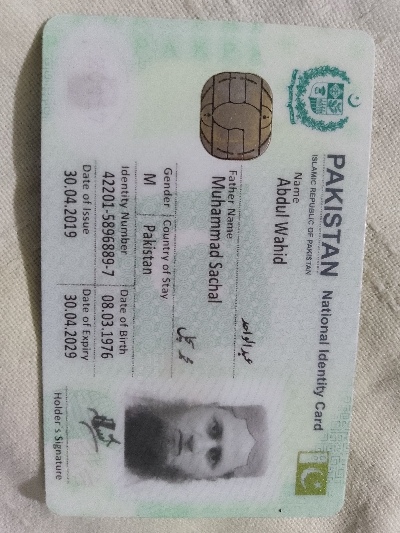 PAKISTAN National Identity Card
ISLAMIC REPUBLIC OF PAKISTAN
Name
Abdul Wahid
عبدالواحد
Father Name
Muhammad Sachal
محمد سچل
Gender Country of Stay
M Pakistan
Identity Number Date of Birth
42201-5896889-7 08.03.1976
Date of Issue Date of Expiry
30.04.2019 30.04.2029
Holder's Signature